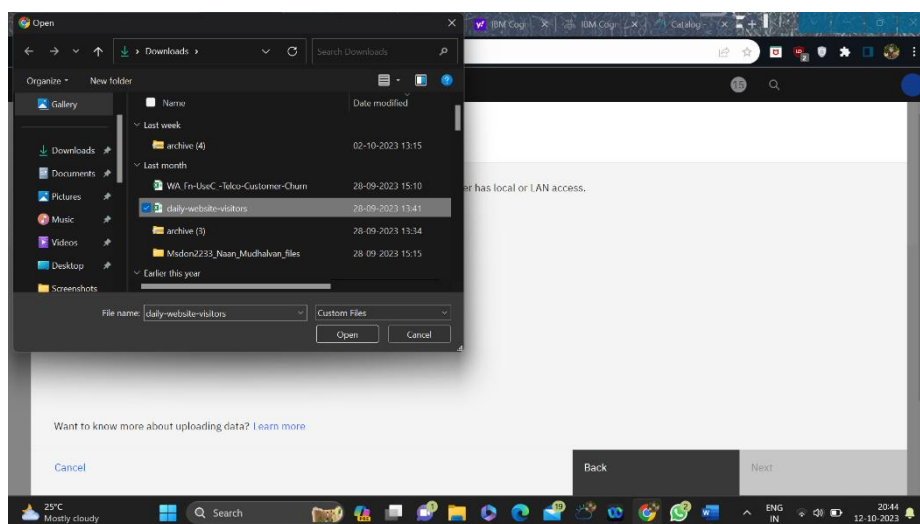 Open
IBM Cogn
IBM Cogn
Catalog -
Downloads
Search Downloads
Organize
New folder
15
Gallery
Name
Date modified
Last week
archive (4)
02-10-2023 13:15
Downloads
Last month
Documents
WA_Fn-UseC_-Telco-Customer-Churn
28-09-2023 15:10
er has local or LAN access.
Pictures
daily-website-visitors
28-09-2023 13:41
Music
archive (3)
28-09-2023 13:34
Videos
Msdon2233_Naan_Mudhalvan_files
28-09-2023 15:15
Desktop
Earlier this year
Screenshots
File name:
daily-website-visitors
Custom Files
Open
Cancel
Want to know more about uploading data? Learn more
Cancel
Back
Next
25°C
Mostly cloudy
Search
ENG
IN
20:44
12-10-2023